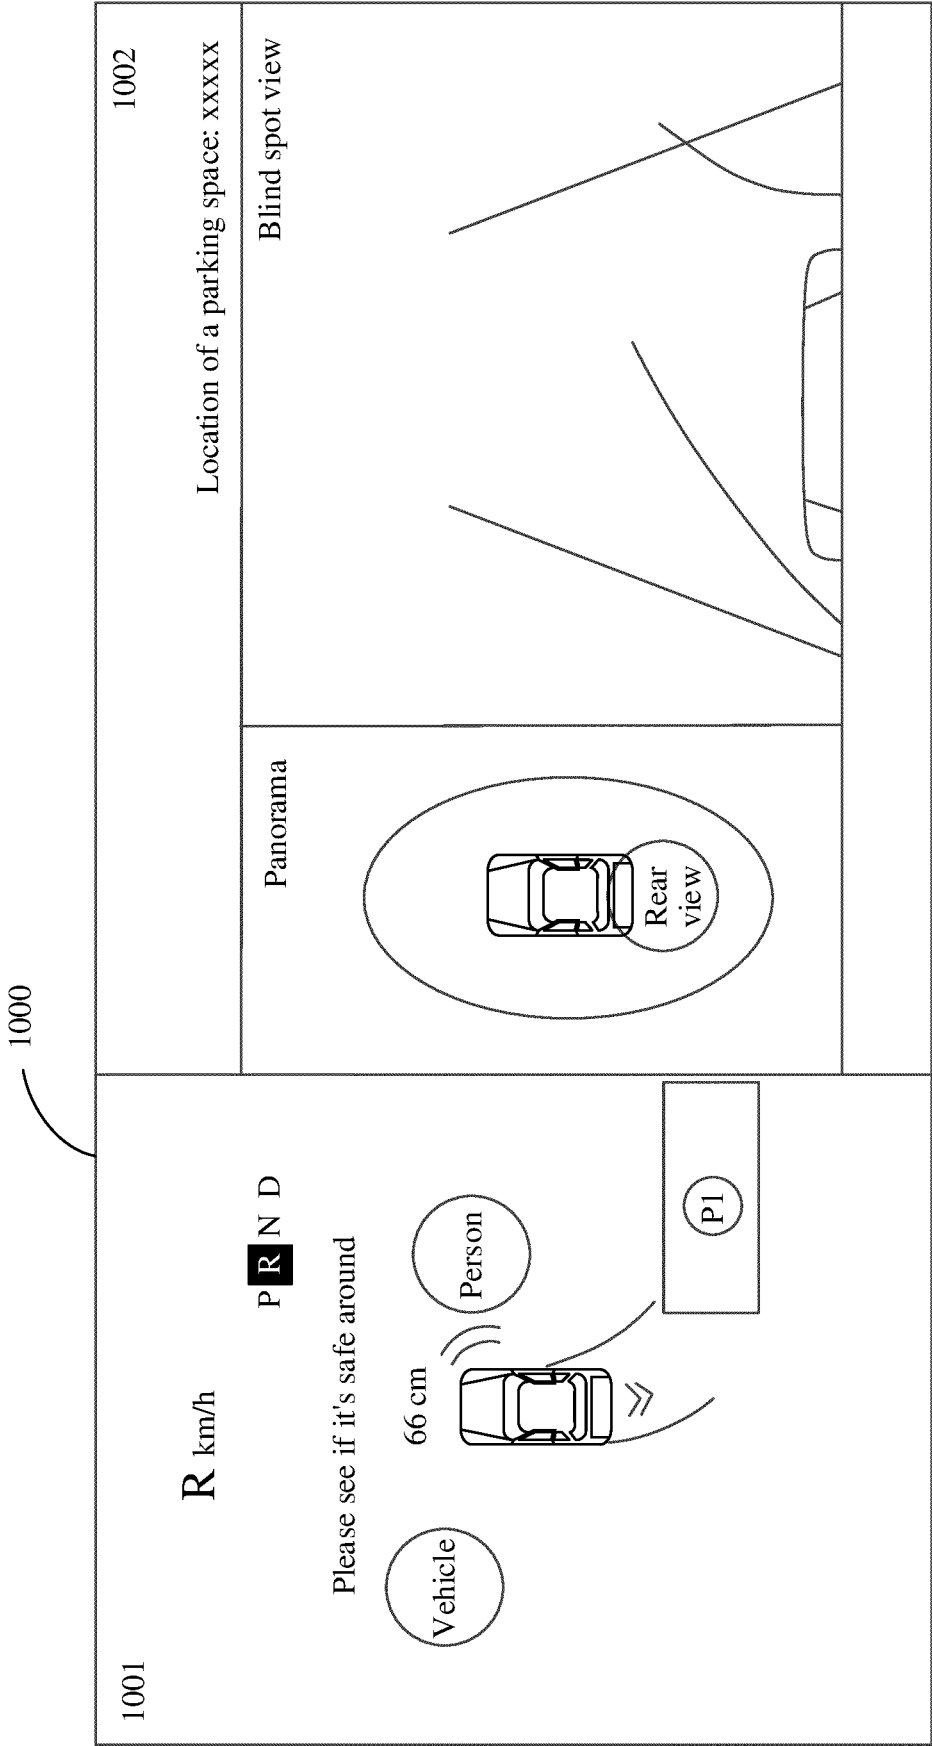 1000
1001
R km/h
P R N D
Please see if it's safe around
66 cm
Vehicle
Person
P1
1002
Location of a parking space: xxxxx
Panorama
Rear
view
Blind spot view